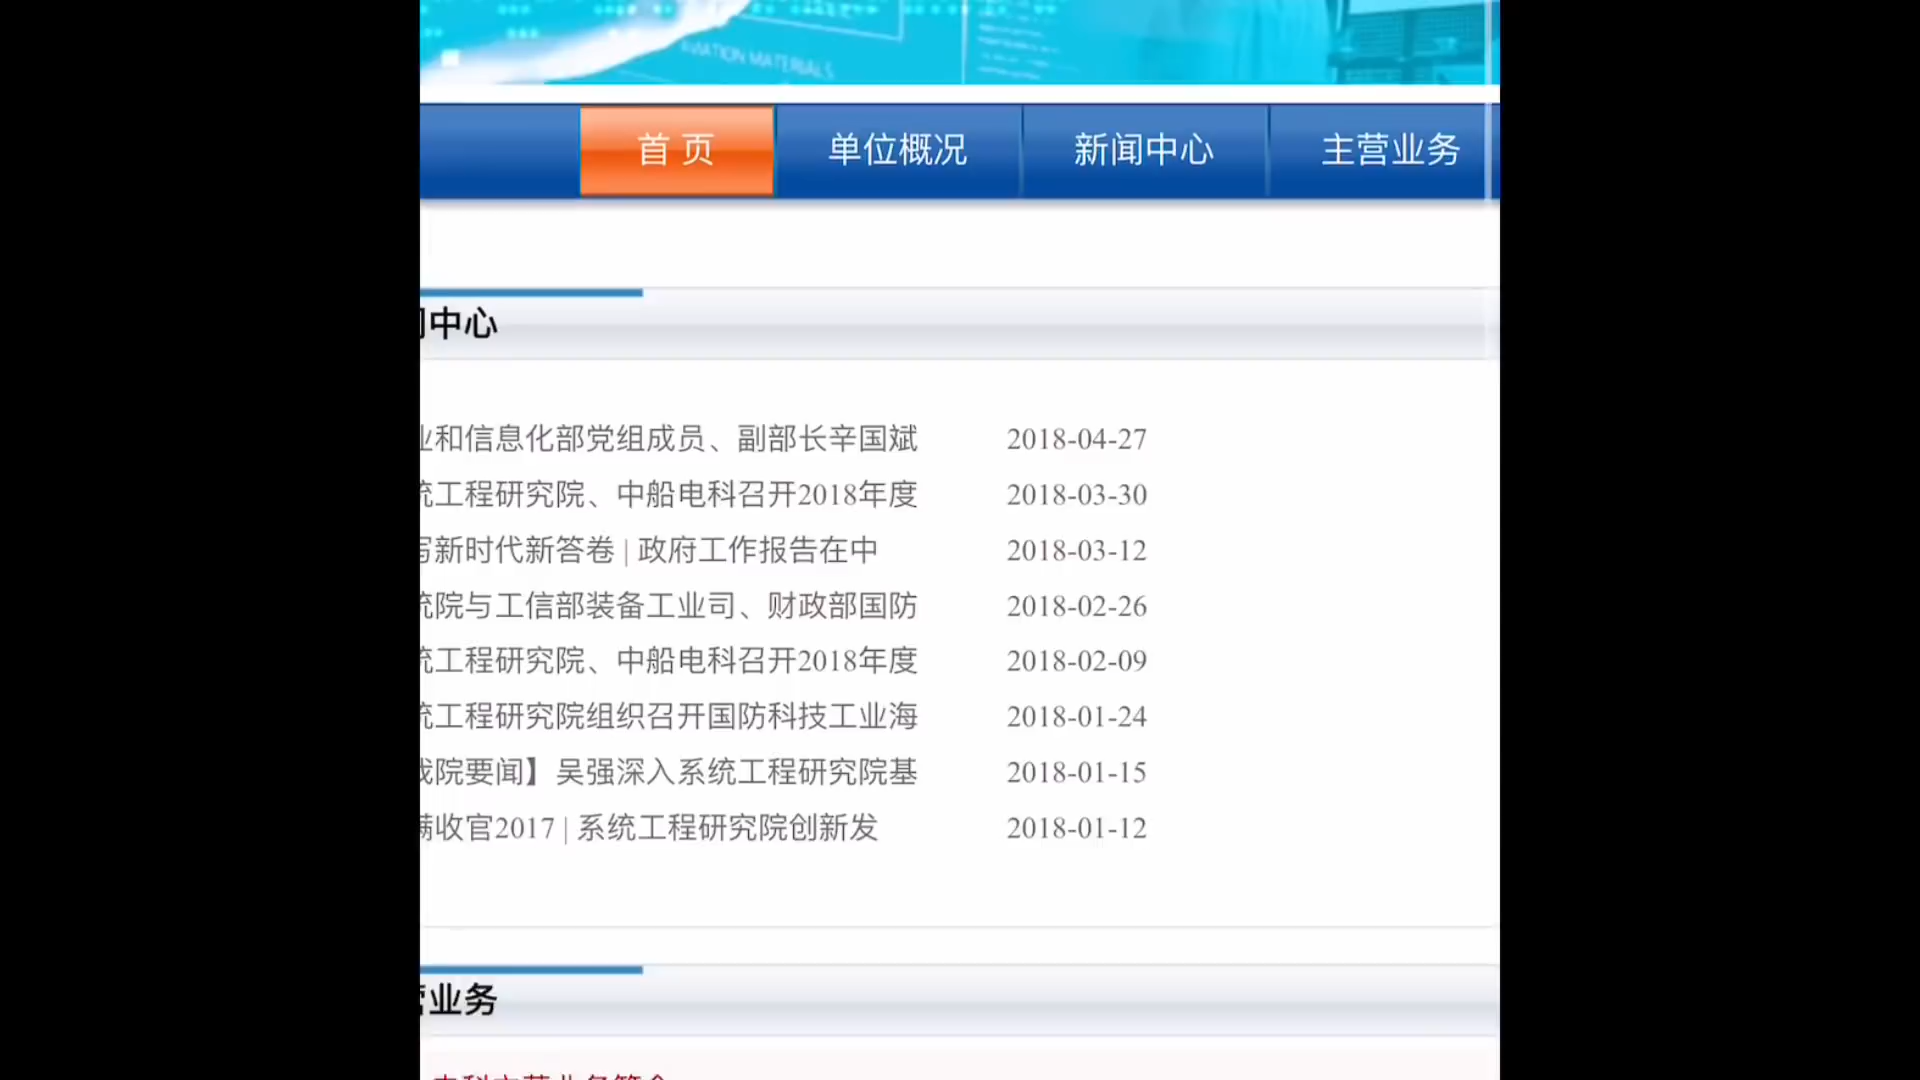 AVIATION MATERIALS
首 页 单位概况 新闻中心 主营业务
中心
和信息化部党组成员、副部长辛国斌 2018-04-27
工程研究院、中船电科召开2018年度 2018-03-30
新时代新答卷 | 政府工作报告在中 2018-03-12
院与工信部装备工业司、财政部国防 2018-02-26
工程研究院、中船电科召开2018年度 2018-02-09
工程研究院组织召开国防科技工业海 2018-01-24
院要闻】吴强深入系统工程研究院基 2018-01-15
收官2017 | 系统工程研究院创新发 2018-01-12
业务